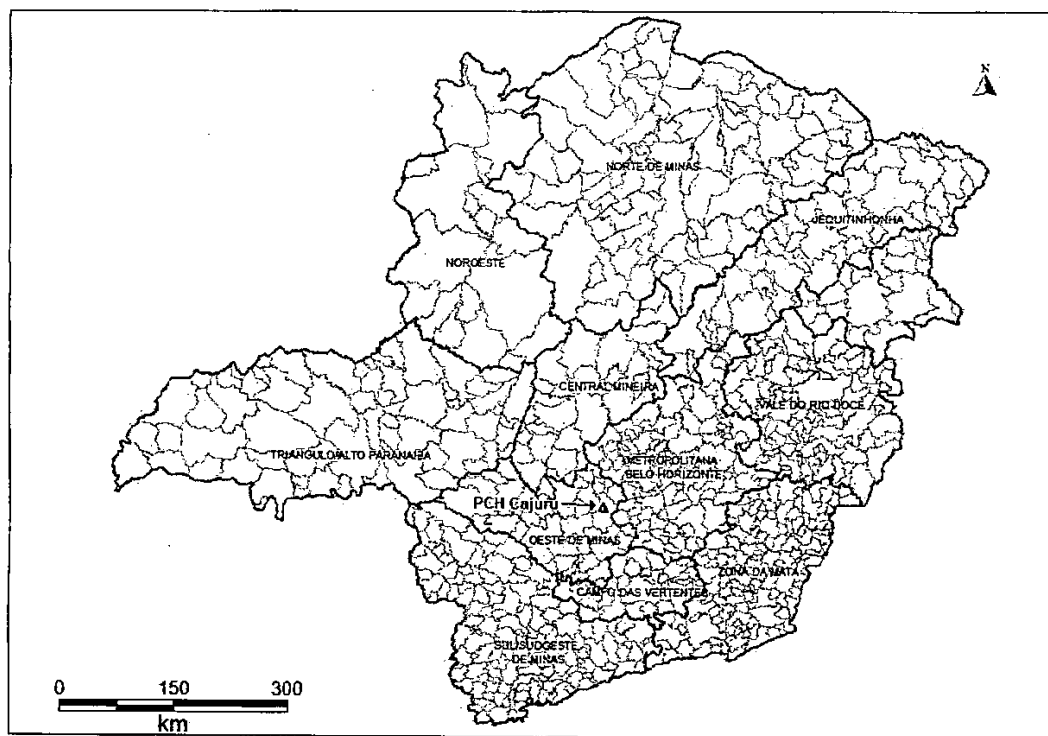 N
NORTE DE MINAS
JEQUITINHONHA
NOROESTE
CENTRAL MINEIRA
VALE DO RIO DOCE
TRIANGULO/ALTO PARANAIBA
METROPOLITANA
BELO HORIZONTE
PCH Cajuru
OESTE DE MINAS
ZONA DA MATA
CAMPO DAS VERTENTES
SUL/SUDOESTE
DE MINAS
0 150 300
km